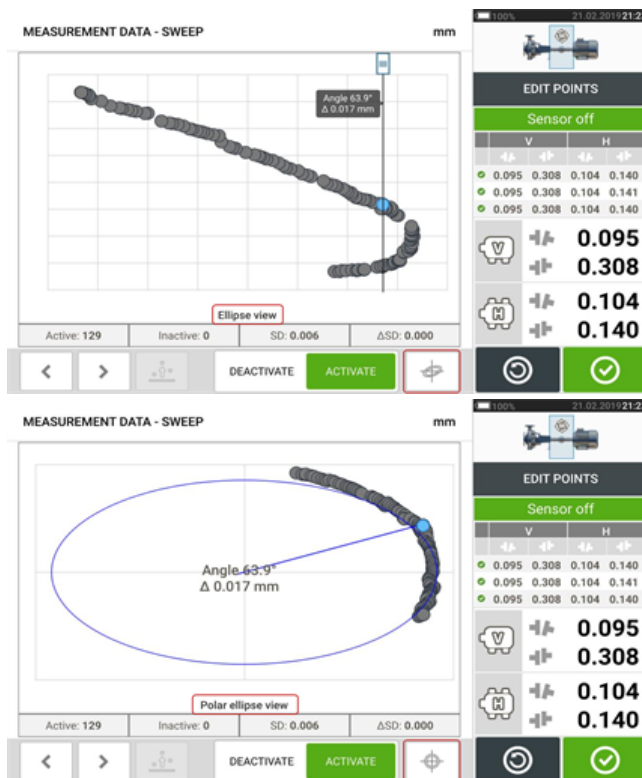 MEASUREMENT DATA - SWEEP mm
Angle 63.9°
Δ 0.017 mm
Ellipse view
Active: 129 Inactive: 0 SD: 0.006 ΔSD: 0.000
DEACTIVATE ACTIVATE
100% 21.02.2019
EDIT POINTS
Sensor off
V H
0.095 0.308 0.104 0.140
0.095 0.308 0.104 0.141
0.095 0.308 0.104 0.140
V 0.095
0.308
H 0.104
0.140
MEASUREMENT DATA - SWEEP mm
Angle 63.9°
Δ 0.017 mm
Polar ellipse view
Active: 129 Inactive: 0 SD: 0.006 ΔSD: 0.000
DEACTIVATE ACTIVATE
100% 21.02.2019
EDIT POINTS
Sensor off
V H
0.095 0.308 0.104 0.140
0.095 0.308 0.104 0.141
0.095 0.308 0.104 0.140
V 0.095
0.308
H 0.104
0.140